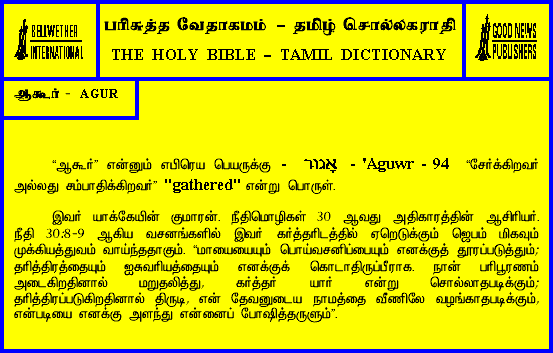 BELLWETHER
INTERNATIONAL
பரிசுத்த வேதாகமம் – தமிழ் சொல்லகராதி
THE HOLY BIBLE – TAMIL DICTIONARY
GOOD NEWS
PUBLISHERS
ஆகூர் - AGUR
“ஆகூர்” என்னும் எபிரெய பெயருக்கு - אָגוּר - 'Aguwr - 94 “சேர்க்கிறவர்
அல்லது சம்பாதிக்கிறவர்” "gathered" என்று பொருள்.
இவர் யாக்கேயின் குமாரன். நீதிமொழிகள் 30 ஆவது அதிகாரத்தின் ஆசிரியர்.
நீதி 30:8-9 ஆகிய வசனங்களில் இவர் கர்த்தரிடத்தில் ஏறெடுக்கும் ஜெபம் மிகவும்
முக்கியத்துவம் வாய்ந்ததாகும். “மாயையையும் பொய்வசனிப்பையும் எனக்குத் தூரப்படுத்தும்;
தரித்திரத்தையும் ஐசுவரியத்தையும் எனக்குக் கொடாதிருப்பீராக. நான் பரிபூரணம்
அடைகிறதினால் மறுதலித்து, கர்த்தர் யார் என்று சொல்லாதபடிக்கும்;
தரித்திரப்படுகிறதினால் திருடி, என் தேவனுடைய நாமத்தை வீணிலே வழங்காதபடிக்கும்,
என்படியை எனக்கு அளந்து என்னைப் போஷித்தருளும்”.